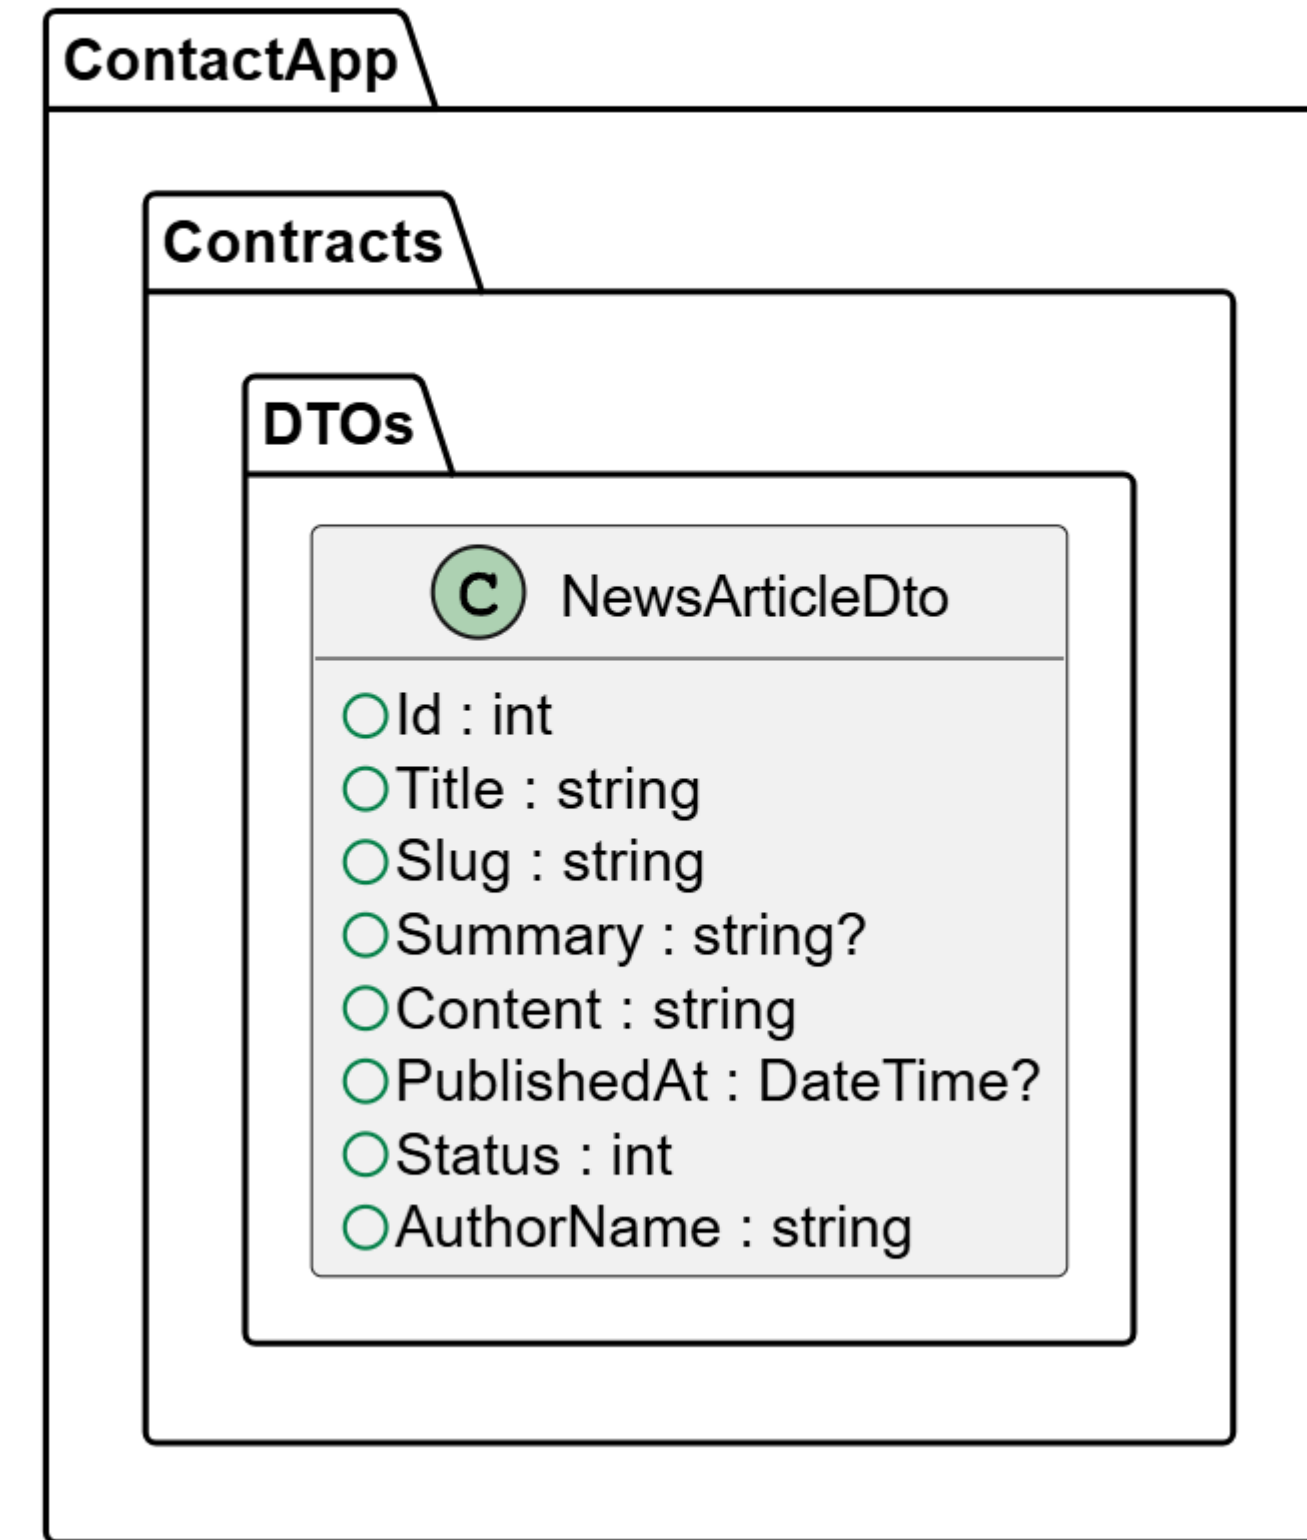 ContactApp
Contracts
DTOs
C NewsArticleDto
Id : int
Title : string
Slug : string
Summary : string?
Content : string
PublishedAt : DateTime?
Status : int
AuthorName : string